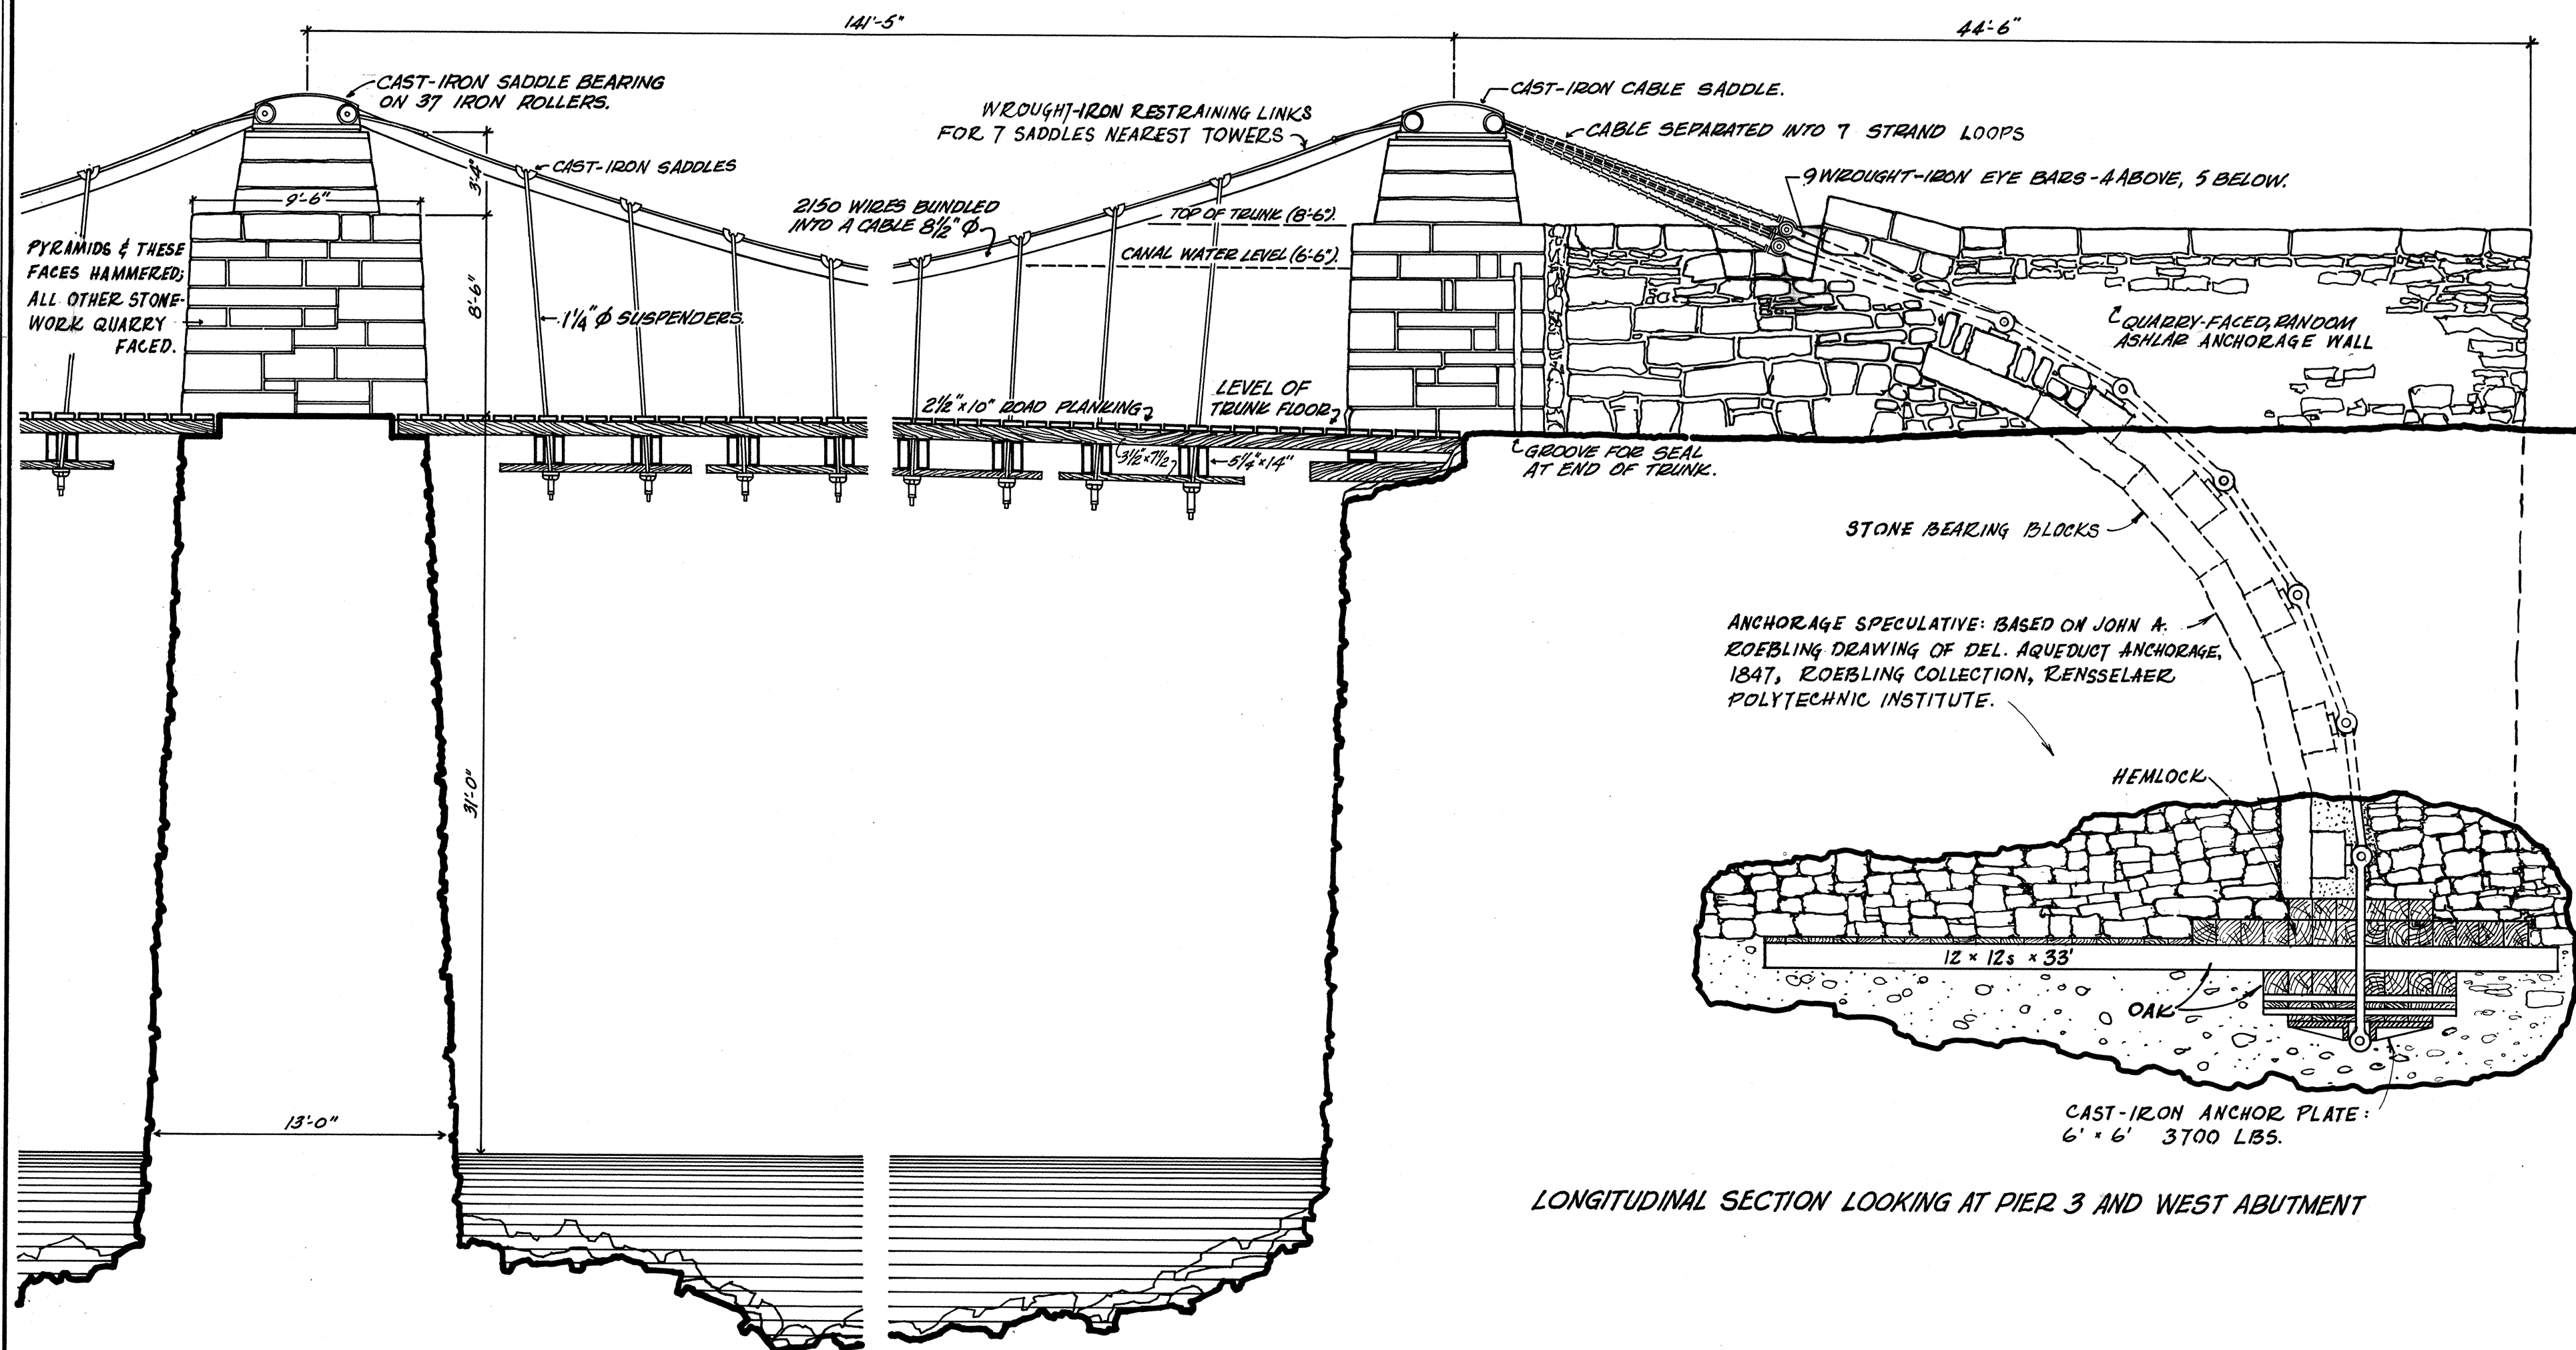 141'-5"
44'-6"
CAST-IRON SADDLE BEARING
ON 37 IRON ROLLERS.
CAST-IRON CABLE SADDLE.
WROUGHT-IRON RESTRAINING LINKS
FOR 7 SADDLES NEAREST TOWERS
CABLE SEPARATED INTO 7 STRAND LOOPS
CAST-IRON SADDLES
3'-4"
9 WROUGHT-IRON EYE BARS - 4 ABOVE, 5 BELOW.
9'-6"
2150 WIRES BUNDLED
INTO A CABLE 8½" Ø
TOP OF TRUNK (8'-6").
CANAL WATER LEVEL (6'-6").
PYRAMIDS & THESE
FACES HAMMERED;
ALL OTHER STONE-
WORK QUARRY
FACED.
8'-6"
1¼" Ø SUSPENDERS.
QUARRY-FACED, RANDOM
ASHLAR ANCHORAGE WALL
LEVEL OF
TRUNK FLOOR
2½" × 10" ROAD PLANKING
3½" × 7½"
5¼" × 14"
GROOVE FOR SEAL
AT END OF TRUNK.
STONE BEARING BLOCKS
ANCHORAGE SPECULATIVE: BASED ON JOHN A.
ROEBLING DRAWING OF DEL. AQUEDUCT ANCHORAGE,
1847, ROEBLING COLLECTION, RENSSELAER
POLYTECHNIC INSTITUTE.
31'-0"
HEMLOCK
12 × 12s × 33'
OAK
13'-0"
CAST-IRON ANCHOR PLATE:
6' × 6' 3700 LBS.
LONGITUDINAL SECTION LOOKING AT PIER 3 AND WEST ABUTMENT